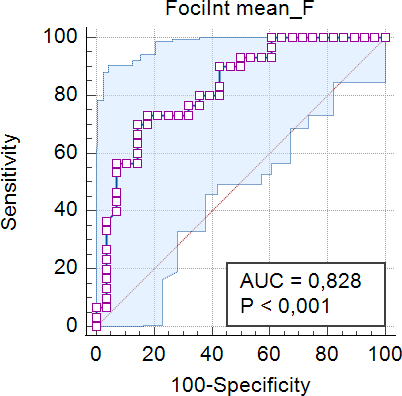 FociInt mean_F
100
80
60
40
20
0
Sensitivity
AUC = 0,828
P < 0,001
0 20 40 60 80 100
100-Specificity